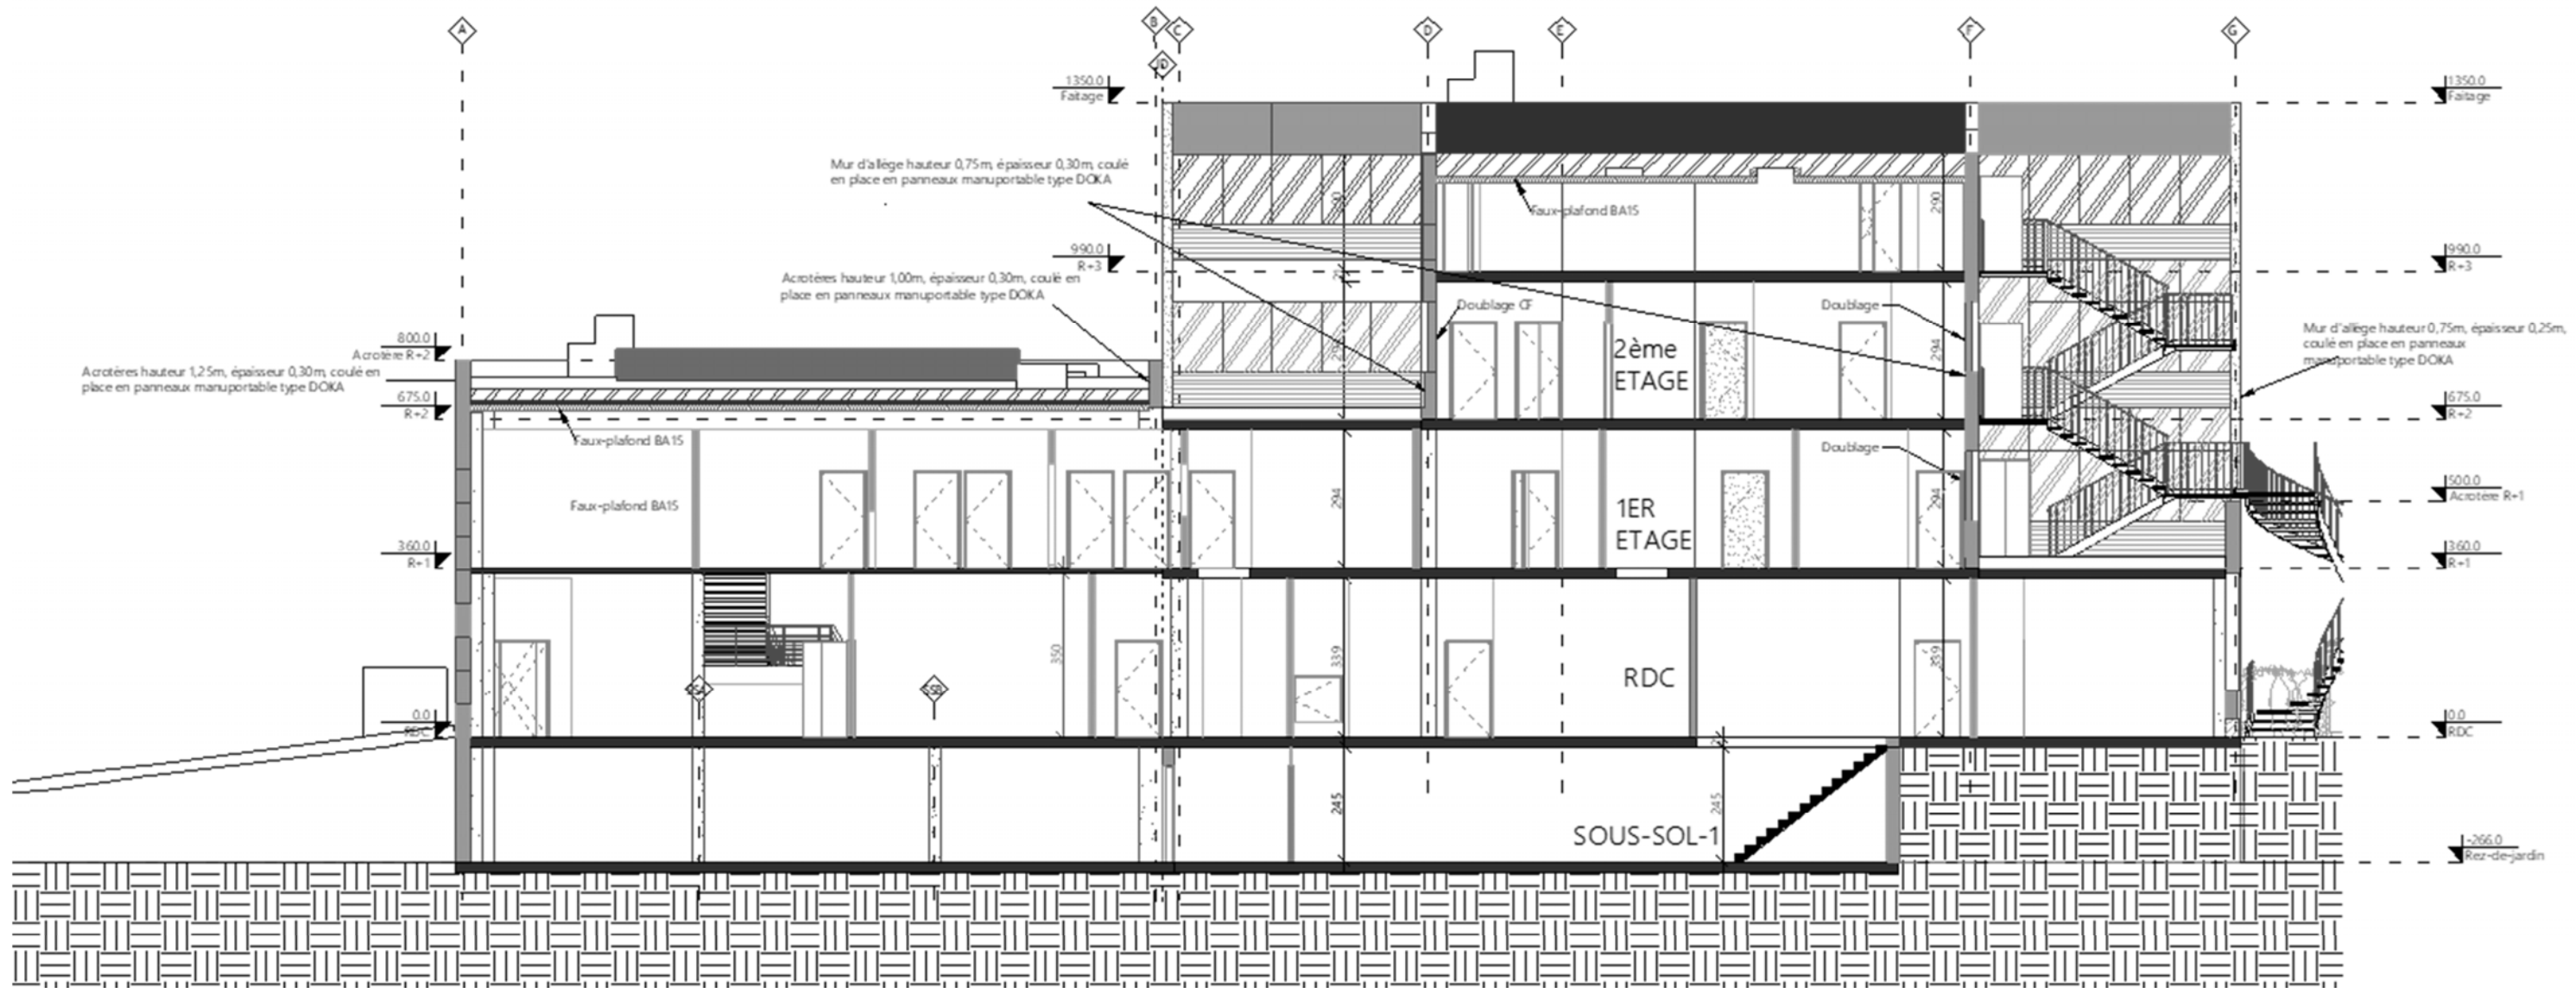 A
B
C
JD
D
E
F
G
1350.0
Faitage
1350.0
Faitage
Mur d'allège hauteur 0,75m, épaisseur 0,30m, coulé
en place en panneaux manuportable type DOKA
Faux-plafond BA15
290
990.0
R+3
990.0
R+3
Acrotères hauteur 1,00m, épaisseur 0,30m, coulé en
place en panneaux manuportable type DOKA
Doublage CF
Doublage
800.0
Acrotère R+2
2ème
ETAGE
294
Mur d'allège hauteur 0,75m, épaisseur 0,25m,
coulé en place en panneaux
manuportable type DOKA
Acrotères hauteur 1,25m, épaisseur 0,30m, coulé en
place en panneaux manuportable type DOKA
675.0
R+2
675.0
R+2
Faux-plafond BA15
Doublage
Faux-plafond BA15
294
1ER
ETAGE
294
500.0
Acrotère R+1
360.0
R+1
360.0
R+1
350
339
RDC
339
SSA
SSB
0.0
RDC
0.0
RDC
245
245
SOUS-SOL-1
-266.0
Rez-de-jardin